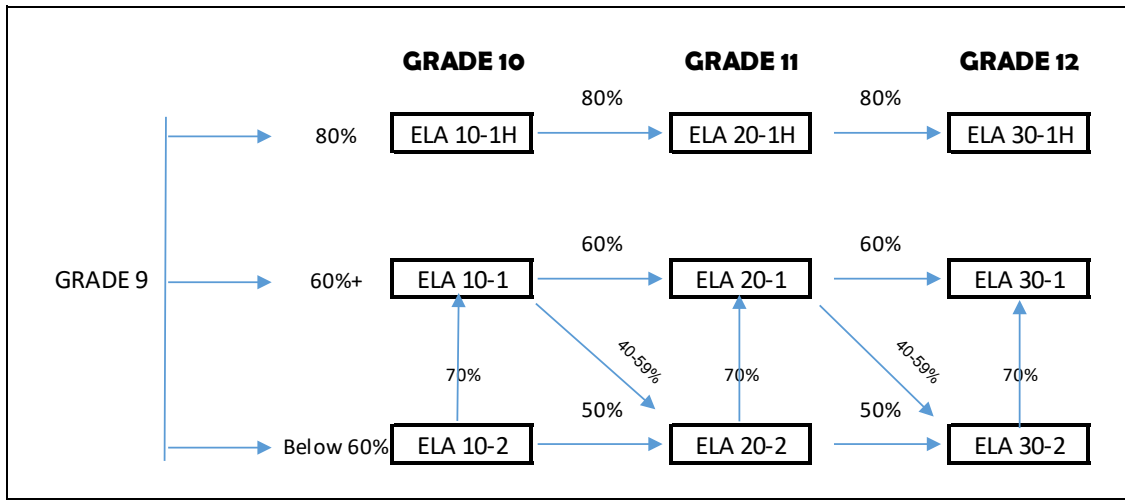 GRADE 10 GRADE 11 GRADE 12
80% 80%
80% ELA 10-1H ELA 20-1H ELA 30-1H
60% 60%
GRADE 9 60%+ ELA 10-1 ELA 20-1 ELA 30-1
40-59% 40-59%
70% 70% 70%
50% 50%
Below 60% ELA 10-2 ELA 20-2 ELA 30-2